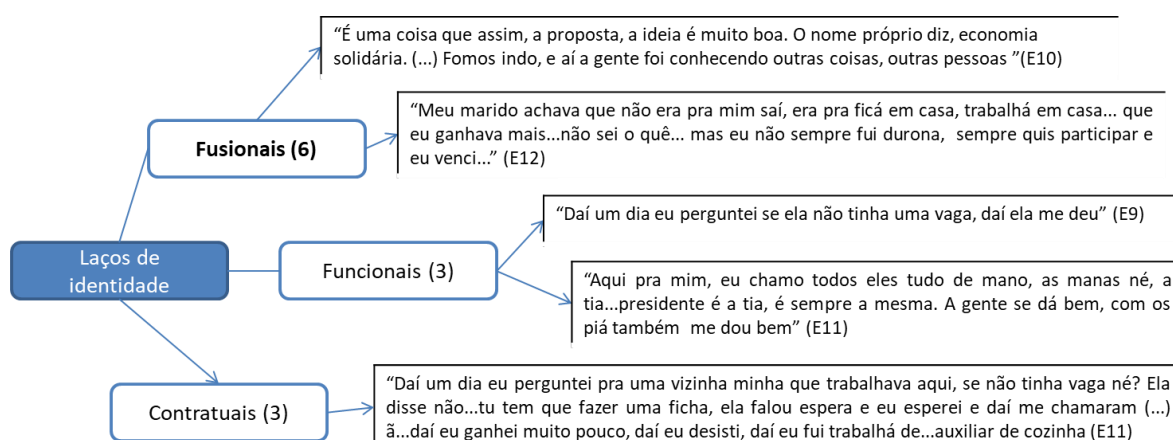 “É uma coisa que assim, a proposta, a ideia é muito boa. O nome próprio diz, economia
solidária. (...) Fomos indo, e aí a gente foi conhecendo outras coisas, outras pessoas ”(E10)
“Meu marido achava que não era pra mim saí, era pra ficá em casa, trabalhá em casa... que
eu ganhava mais...não sei o quê... mas eu não sempre fui durona, sempre quis participar e
eu venci...” (E12)
Fusionais (6)
“Daí um dia eu perguntei se ela não tinha uma vaga, daí ela me deu” (E9)
Laços de
identidade
Funcionais (3)
“Aqui pra mim, eu chamo todos eles tudo de mano, as manas né, a
tia...presidente é a tia, é sempre a mesma. A gente se dá bem, com os
piá também me dou bem” (E11)
Contratuais (3)
“Daí um dia eu perguntei pra uma vizinha minha que trabalhava aqui, se não tinha vaga né? Ela
disse não...tu tem que fazer uma ficha, ela falou espera e eu esperei e daí me chamaram (...)
ã...daí eu ganhei muito pouco, daí eu desisti, daí eu fui trabalhá de...auxiliar de cozinha (E11)